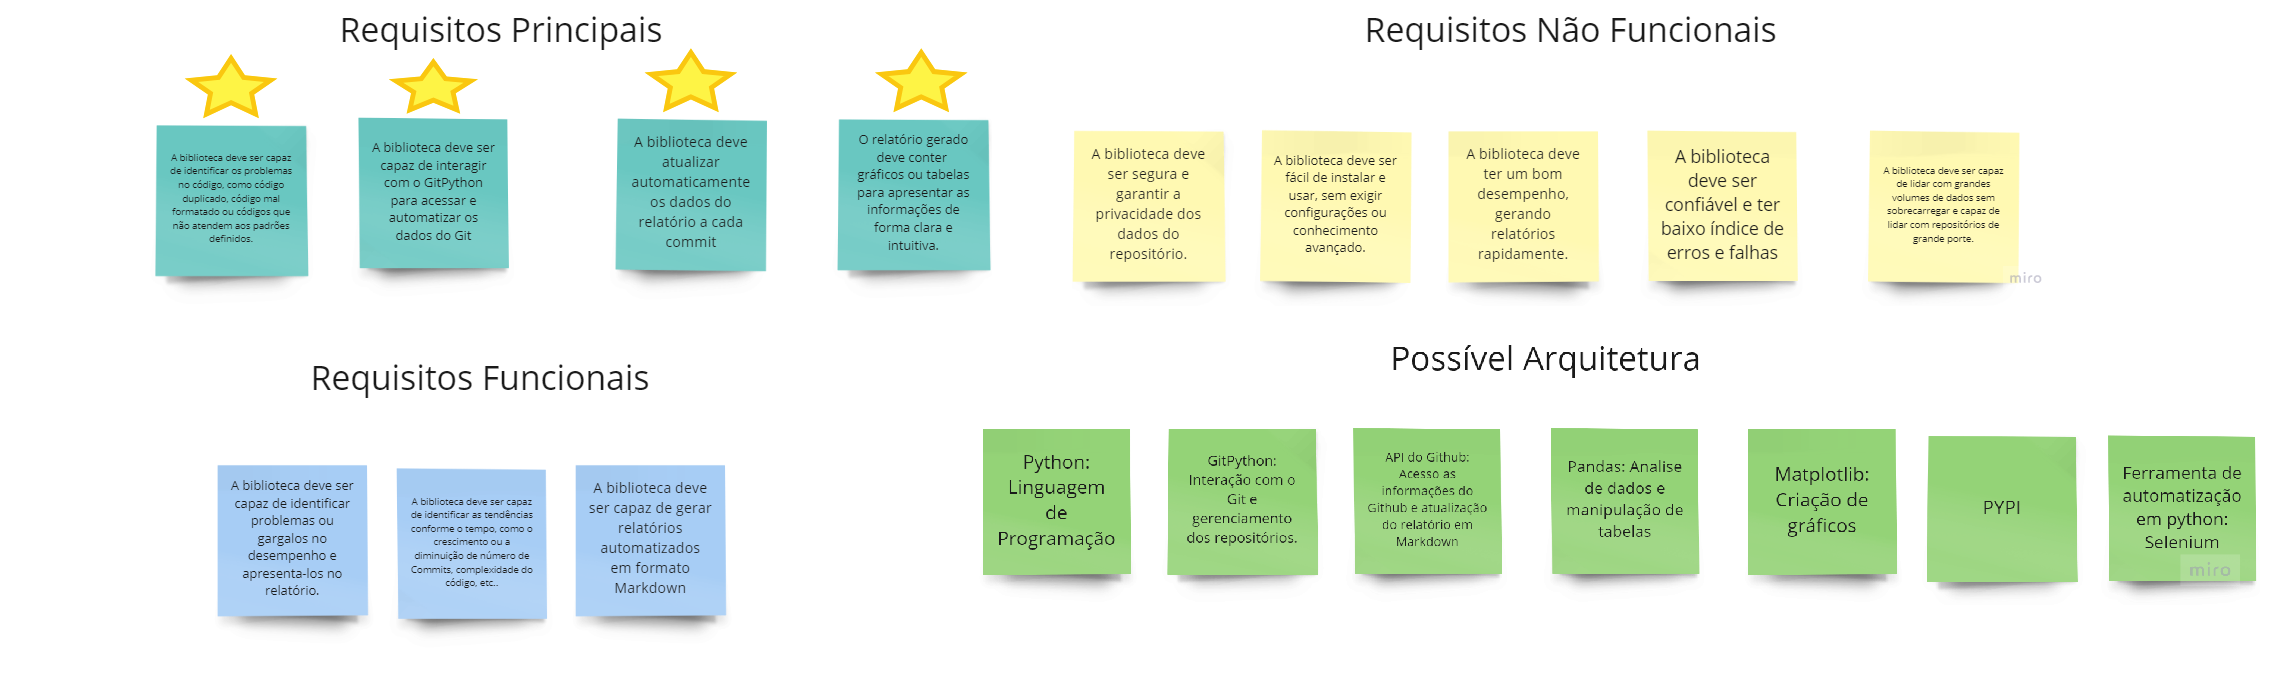 Requisitos Principais
A biblioteca deve ser capaz
de identificar os problemas
no código, como código
duplicado, código mal
formatado ou códigos que
não atendem aos padrões
definidos.
A biblioteca deve ser
capaz de interagir
com o GitPython
para acessar e
automatizar os
dados do Git
A biblioteca deve
atualizar
automaticamente
os dados do
relatório a cada
commit
O relatório gerado
deve conter
gráficos ou tabelas
para apresentar as
informações de
forma clara e
intuitiva.
Requisitos Não Funcionais
A biblioteca deve
ser segura e
garantir a
privacidade dos
dados do
repositório.
A biblioteca deve ser
fácil de instalar e
usar, sem exigir
configurações ou
conhecimento
avançado.
A biblioteca deve
ter um bom
desempenho,
gerando
relatórios
rapidamente.
A biblioteca
deve ser
confiável e ter
baixo índice de
erros e falhas
A biblioteca deve ser capaz
de lidar com grandes
volumes de dados sem
sobrecarregar e capaz de
lidar com repositórios de
grande porte.
miro
Requisitos Funcionais
A biblioteca deve ser
capaz de identificar
problemas ou
gargalos no
desempenho e
apresenta-los no
relatório.
A biblioteca deve ser capaz
de identificar as tendências
conforme o tempo, como o
crescimento ou a
diminuição de número de
Commits, complexidade do
código, etc..
A biblioteca deve
ser capaz de gerar
relatórios
automatizados
em formato
Markdown
Possível Arquitetura
Python:
Linguagem
de
Programação
GitPython:
Interação com o
Git e
gerenciamento
dos repositórios.
API do Github:
Acesso as
informações do
Github e atualização
do relatório em
Markdown
Pandas: Analise
de dados e
manipulação de
tabelas
Matplotlib:
Criação de
gráficos
PYPI
Ferramenta de
automatização
em python:
Selenium
miro